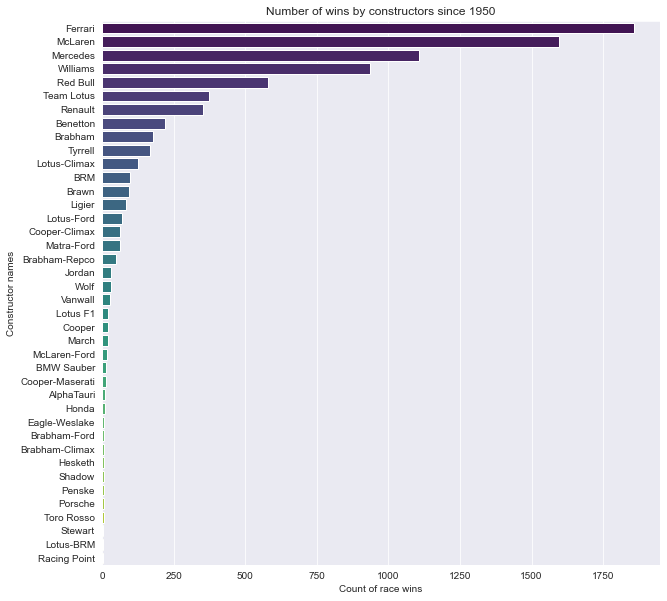 Number of wins by constructors since 1950
Constructor names
Ferrari
McLaren
Mercedes
Williams
Red Bull
Team Lotus
Renault
Benetton
Brabham
Tyrrell
Lotus-Climax
BRM
Brawn
Ligier
Lotus-Ford
Cooper-Climax
Matra-Ford
Brabham-Repco
Jordan
Wolf
Vanwall
Lotus F1
Cooper
March
McLaren-Ford
BMW Sauber
Cooper-Maserati
AlphaTauri
Honda
Eagle-Weslake
Brabham-Ford
Brabham-Climax
Hesketh
Shadow
Penske
Porsche
Toro Rosso
Stewart
Lotus-BRM
Racing Point
0 250 500 750 1000 1250 1500 1750
Count of race wins